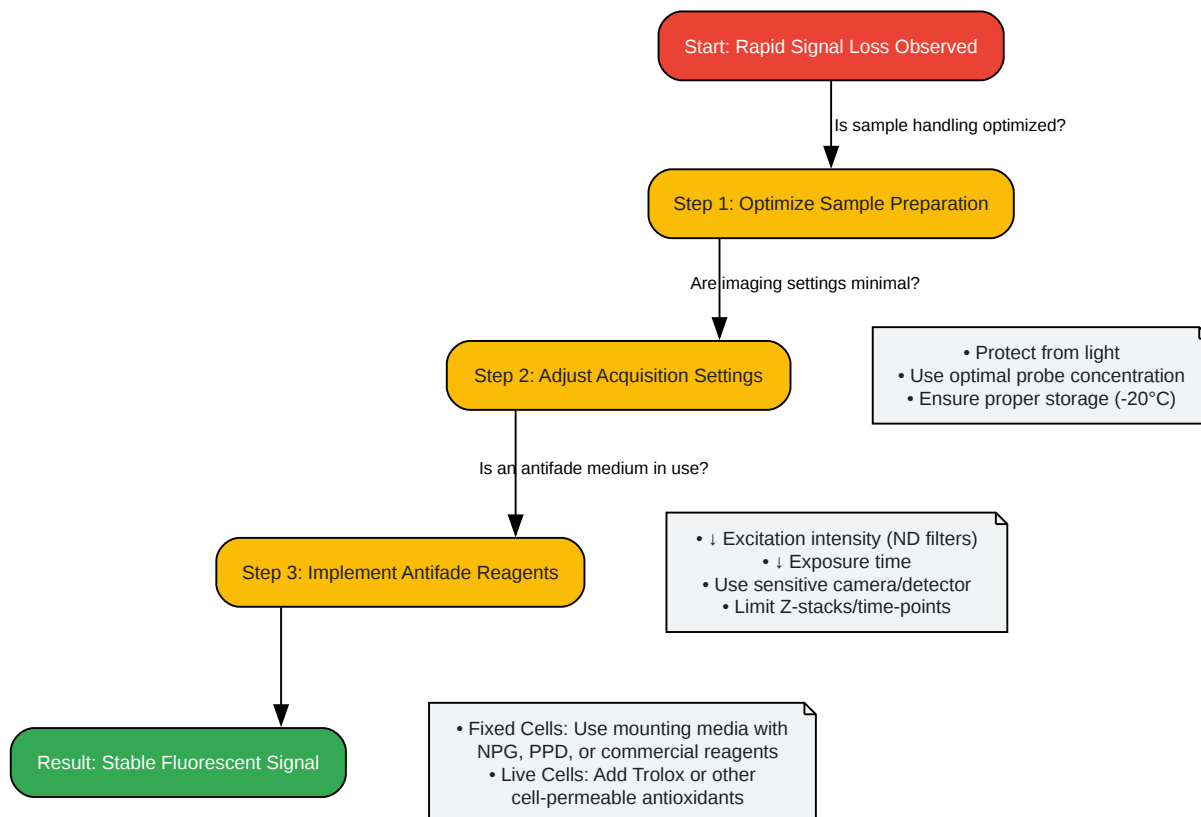 Start: Rapid Signal Loss Observed
Is sample handling optimized?
Step 1: Optimize Sample Preparation
Are imaging settings minimal?
Step 2: Adjust Acquisition Settings
• Protect from light
• Use optimal probe concentration
• Ensure proper storage (-20°C)
Is an antifade medium in use?
Step 3: Implement Antifade Reagents
• ↓ Excitation intensity (ND filters)
• ↓ Exposure time
• Use sensitive camera/detector
• Limit Z-stacks/time-points
Result: Stable Fluorescent Signal
• Fixed Cells: Use mounting media with
NPG, PPD, or commercial reagents
• Live Cells: Add Trolox or other
cell-permeable antioxidants